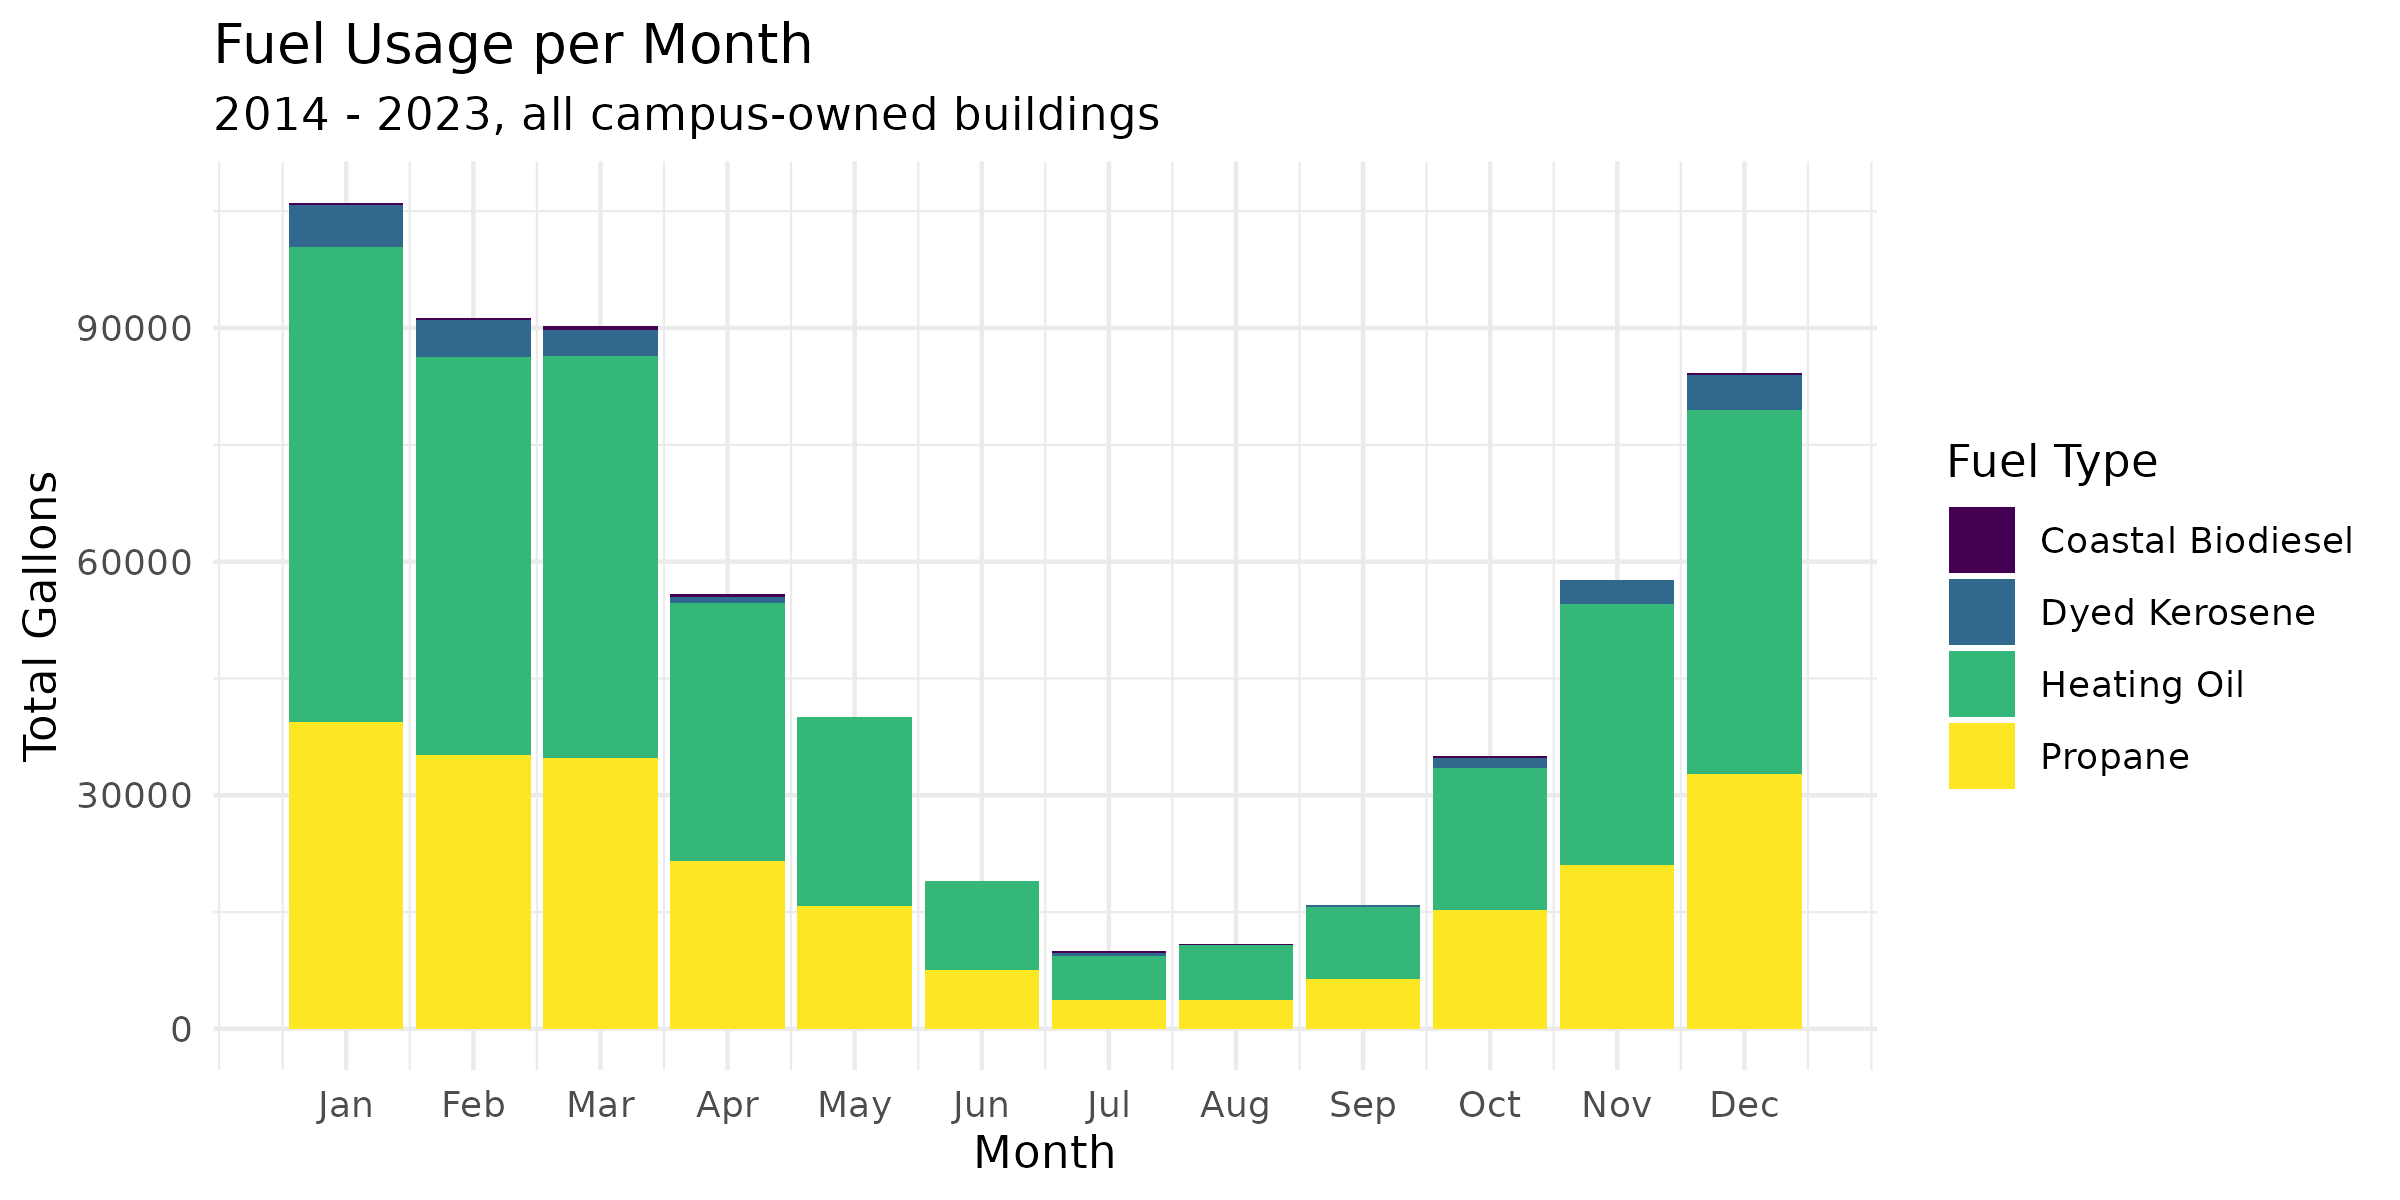 Fuel Usage per Month
2014 - 2023, all campus-owned buildings
Total Gallons
90000
60000
30000
0
Jan Feb Mar Apr May Jun Jul Aug Sep Oct Nov Dec
Month
Fuel Type
Coastal Biodiesel
Dyed Kerosene
Heating Oil
Propane